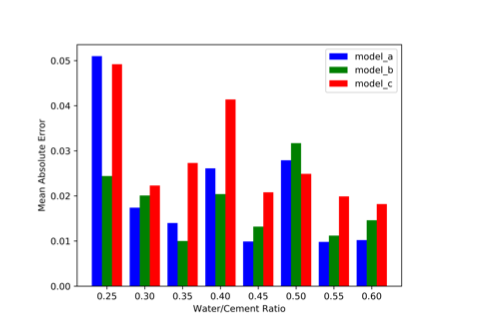 model_a
model_b
model_c
0.05
0.04
0.03
0.02
0.01
0.00
Mean Absolute Error
0.25 0.30 0.35 0.40 0.45 0.50 0.55 0.60
Water/Cement Ratio